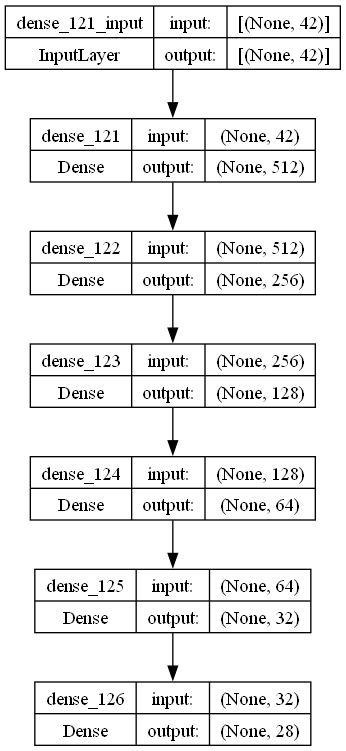 dense_121_input input: [(None, 42)]
InputLayer output: [(None, 42)]
dense_121 input: (None, 42)
Dense output: (None, 512)
dense_122 input: (None, 512)
Dense output: (None, 256)
dense_123 input: (None, 256)
Dense output: (None, 128)
dense_124 input: (None, 128)
Dense output: (None, 64)
dense_125 input: (None, 64)
Dense output: (None, 32)
dense_126 input: (None, 32)
Dense output: (None, 28)